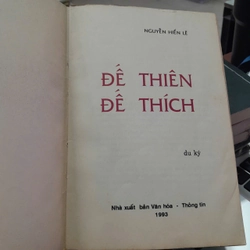 NGUYỄN HIẾN LÊ
ĐẾ THIÊN
ĐẾ THÍCH
du ký
Nhà xuất bản Văn hóa - Thông tin
1993